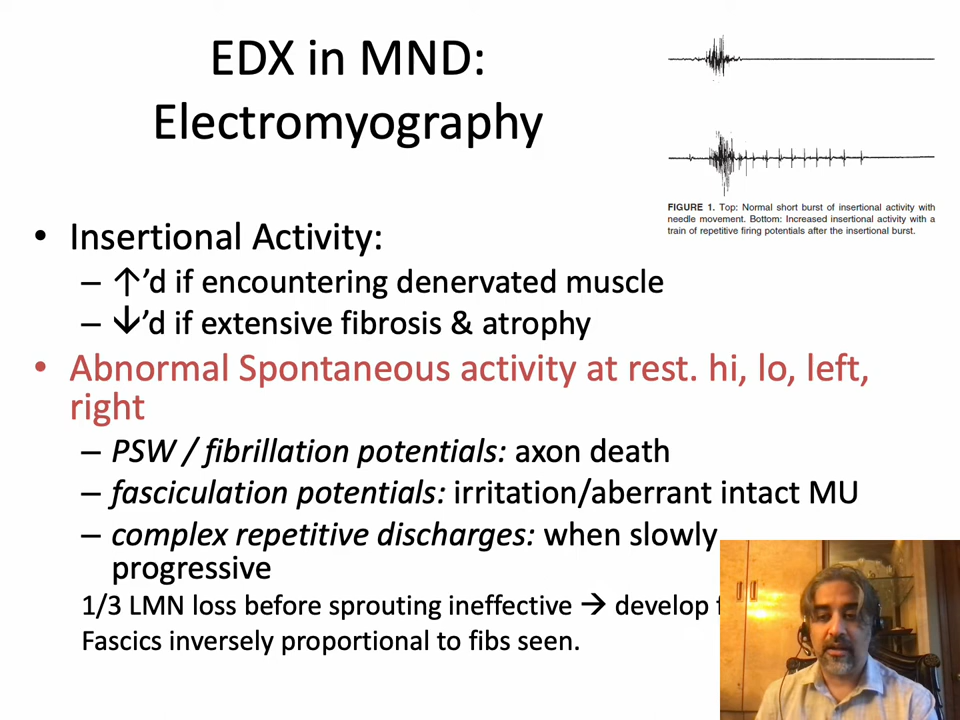 EDX in MND:
Electromyography
FIGURE 1. Top: Normal short burst of insertional activity with
needle movement. Bottom: Increased insertional activity with a
train of repetitive firing potentials after the insertional burst.
• Insertional Activity:
– ↑’d if encountering denervated muscle
– ↓’d if extensive fibrosis & atrophy
• Abnormal Spontaneous activity at rest. hi, lo, left,
right
– PSW / fibrillation potentials: axon death
– fasciculation potentials: irritation/aberrant intact MU
– complex repetitive discharges: when slowly
progressive
1/3 LMN loss before sprouting ineffective → develop
Fascics inversely proportional to fibs seen.